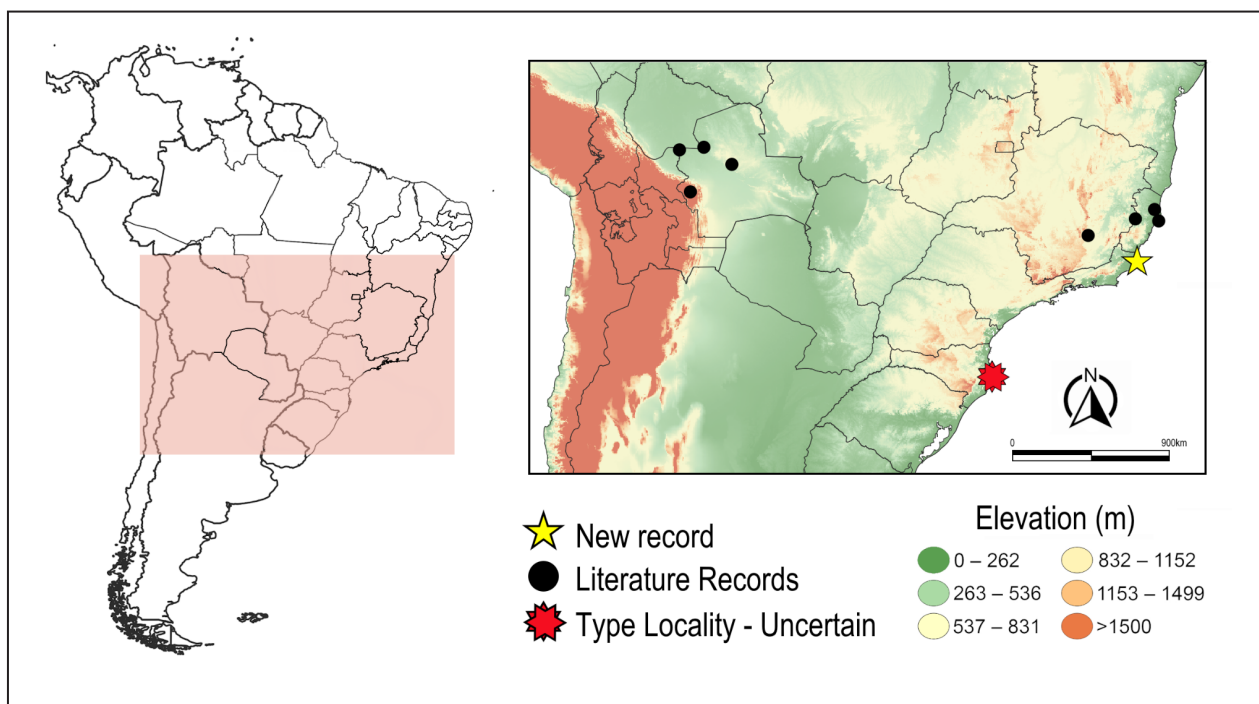 N
0
900km
New record
Literature Records
Type Locality - Uncertain
Elevation (m)
0 – 262
263 – 536
537 – 831
832 – 1152
1153 – 1499
>1500